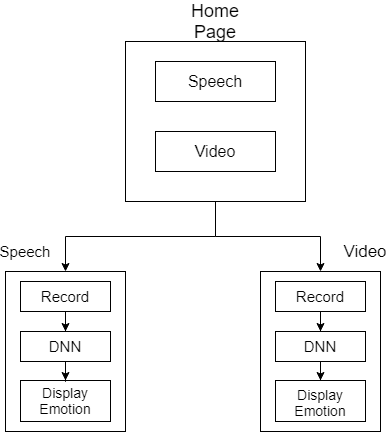 Home
Page
Speech
Video
Speech
Video
Record
DNN
Display
Emotion
Record
DNN
Display
Emotion